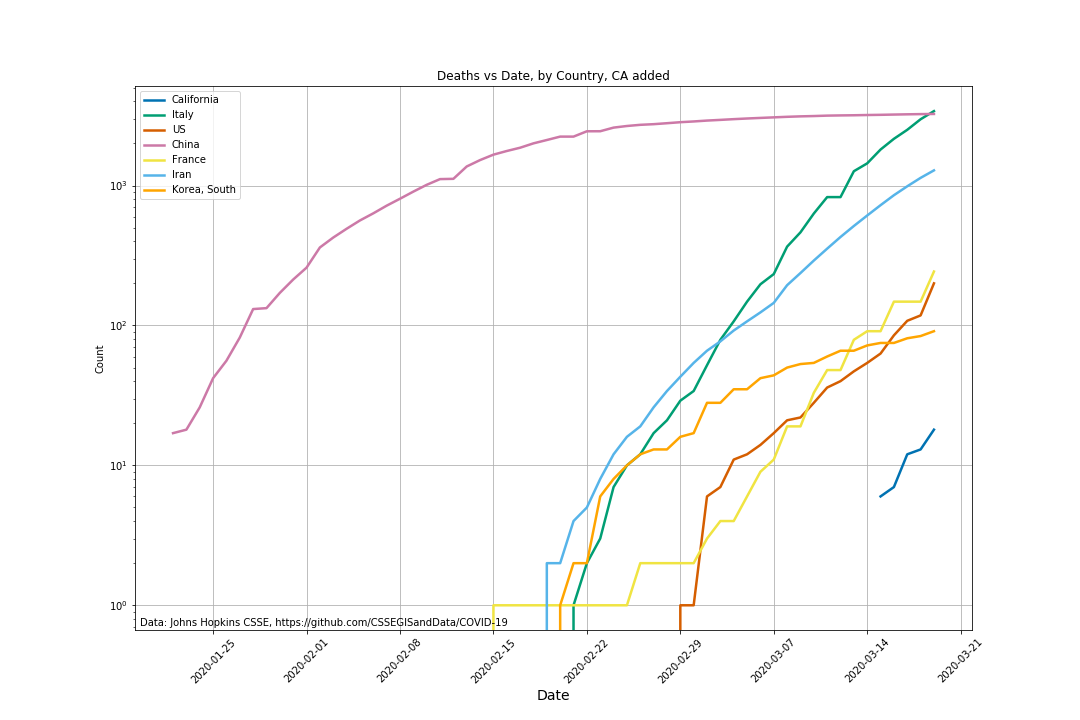 Deaths vs Date, by Country, CA added
California
Italy
US
China
France
Iran
Korea, South
Count
10³
10²
10¹
10⁰
Data: Johns Hopkins CSSE, https://github.com/CSSEGISandData/COVID-19
2020-01-25
2020-02-01
2020-02-08
2020-02-15
2020-02-22
2020-02-29
2020-03-07
2020-03-14
2020-03-21
Date